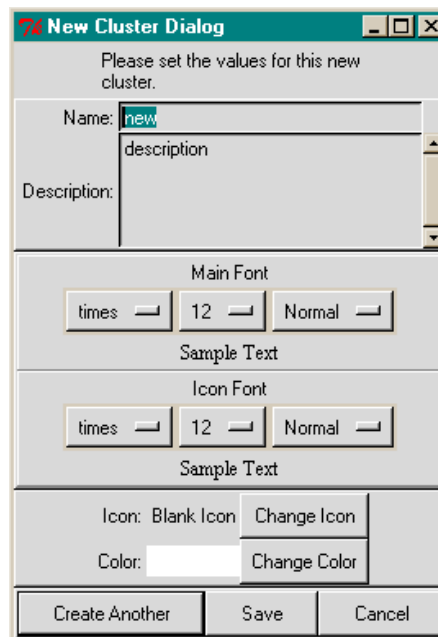 7k New Cluster Dialog
Please set the values for this new
cluster.
Name: new
description
Description:
Main Font
times 12 Normal
Sample Text
Icon Font
times 12 Normal
Sample Text
Icon: Blank Icon Change Icon
Color: Change Color
Create Another Save Cancel